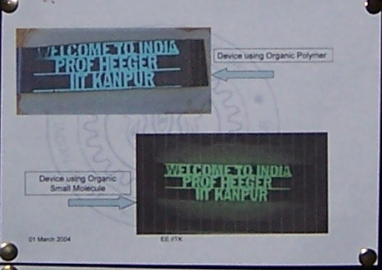 WELCOME TO INDIA
PROF HEEGER
IIT KANPUR
Device using Organic Polymer
WELCOME TO INDIA
PROF HEEGER
IIT KANPUR
Device using Organic
Small Molecule
01 March 2004
EE IITK